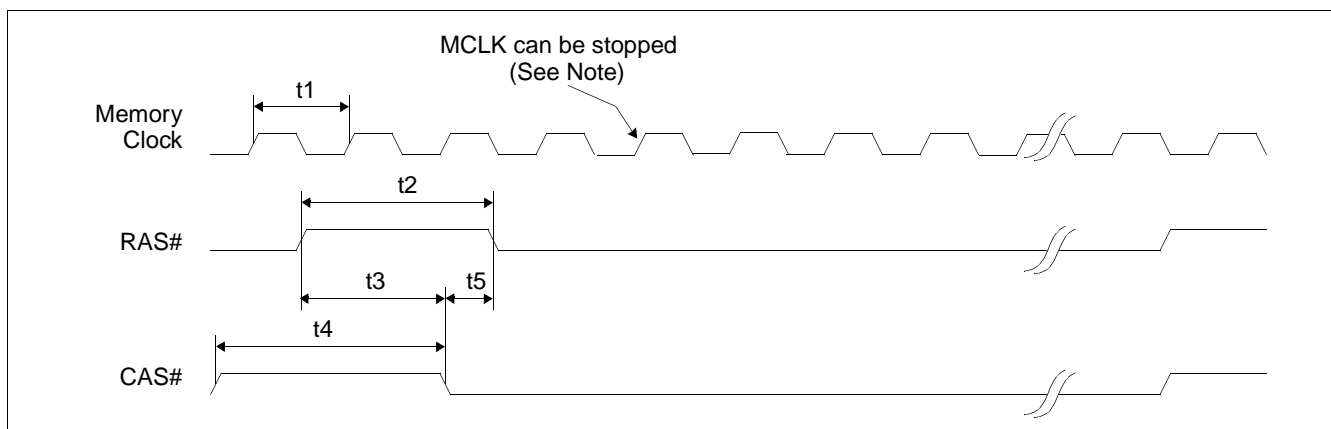 MCLK can be stopped
(See Note)
t1
Memory
Clock
t2
RAS#
t3
t5
t4
CAS#